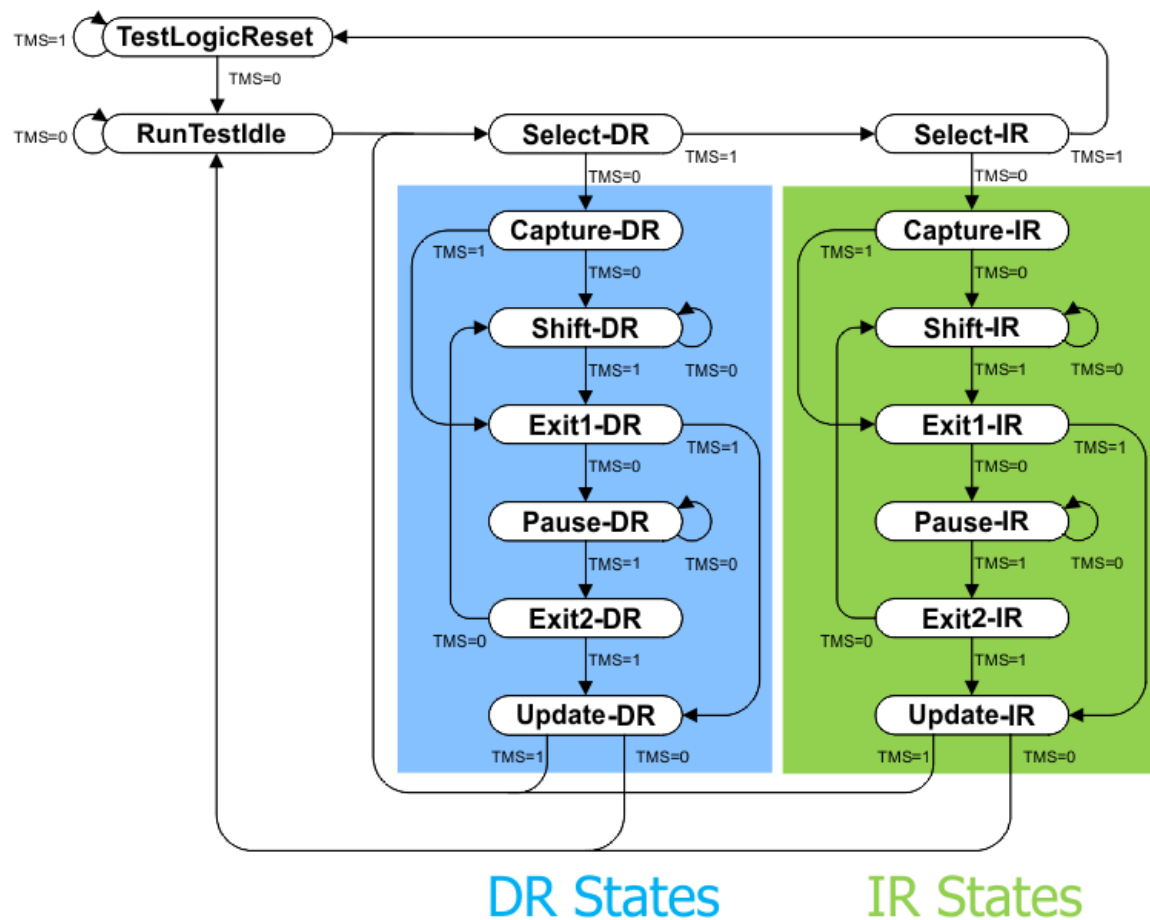 TestLogicReset
TMS=1
TMS=0
RunTestIdle
TMS=0
Select-DR
TMS=1
TMS=0
Select-IR
TMS=1
TMS=0
Capture-DR
TMS=1
TMS=0
Shift-DR
TMS=0
TMS=1
Exit1-DR
TMS=1
TMS=0
Pause-DR
TMS=0
TMS=1
Exit2-DR
TMS=0
TMS=1
Update-DR
TMS=1
TMS=0
Capture-IR
TMS=1
TMS=0
Shift-IR
TMS=0
TMS=1
Exit1-IR
TMS=1
TMS=0
Pause-IR
TMS=0
TMS=1
Exit2-IR
TMS=0
TMS=1
Update-IR
TMS=1
TMS=0
DR States
IR States